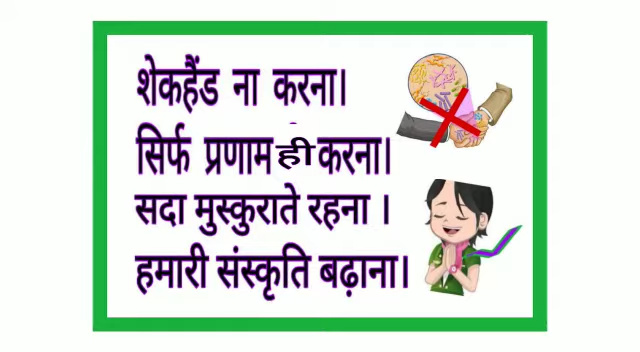 शेकहैंड ना करना।
सिर्फ प्रणाम ही करना।
सदा मुस्कुराते रहना ।
हमारी संस्कृति बढ़ाना।